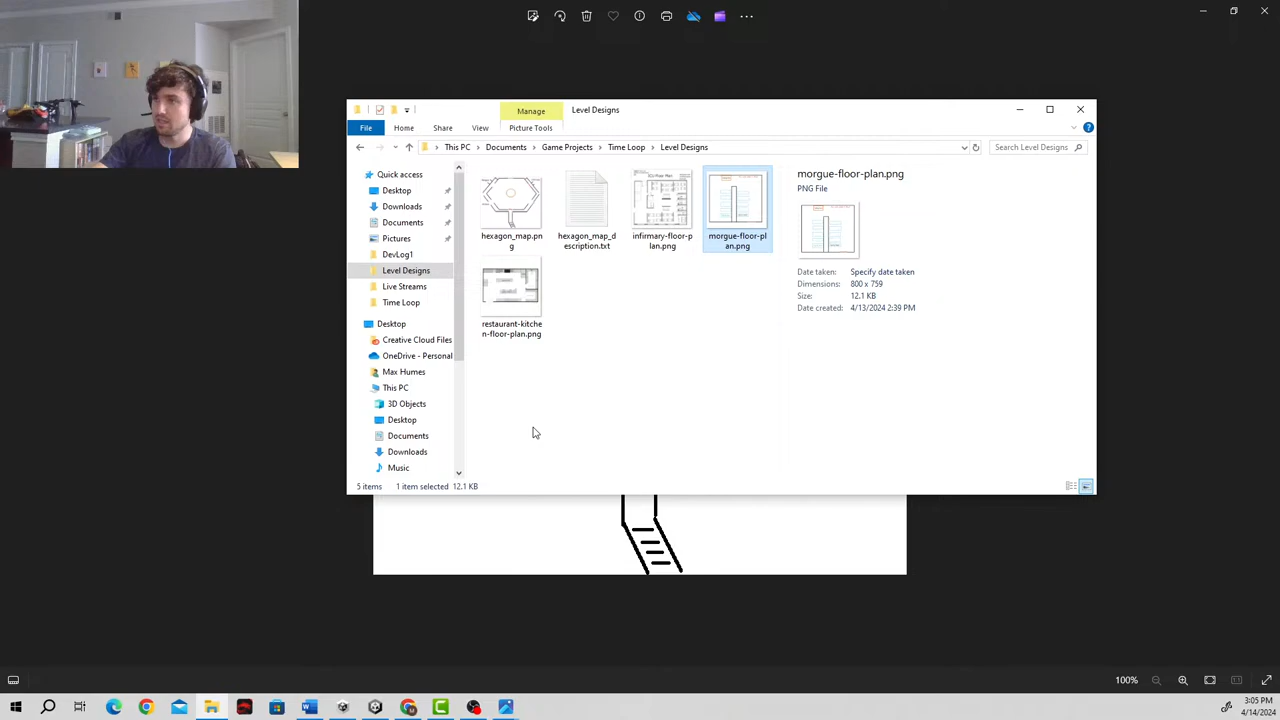 Manage
Level Designs
File
Home
Share
View
Picture Tools
This PC
Documents
Game Projects
Time Loop
Level Designs
Search Level Designs
Quick access
Desktop
Downloads
Documents
Pictures
DevLog1
Level Designs
Live Streams
Time Loop
Desktop
Creative Cloud Files
OneDrive - Personal
Max Humes
This PC
3D Objects
Desktop
Documents
Downloads
Music
hexagon_map.pn
g
hexagon_map_d
escription.txt
infirmary-floor-p
lan.png
morgue-floor-pl
an.png
restaurant-kitche
n-floor-plan.png
morgue-floor-plan.png
PNG File
Date taken: Specify date taken
Dimensions: 800 x 759
Size: 12.1 KB
Date created: 4/13/2024 2:39 PM
5 items 1 item selected 12.1 KB
100%
3:05 PM
4/14/2024